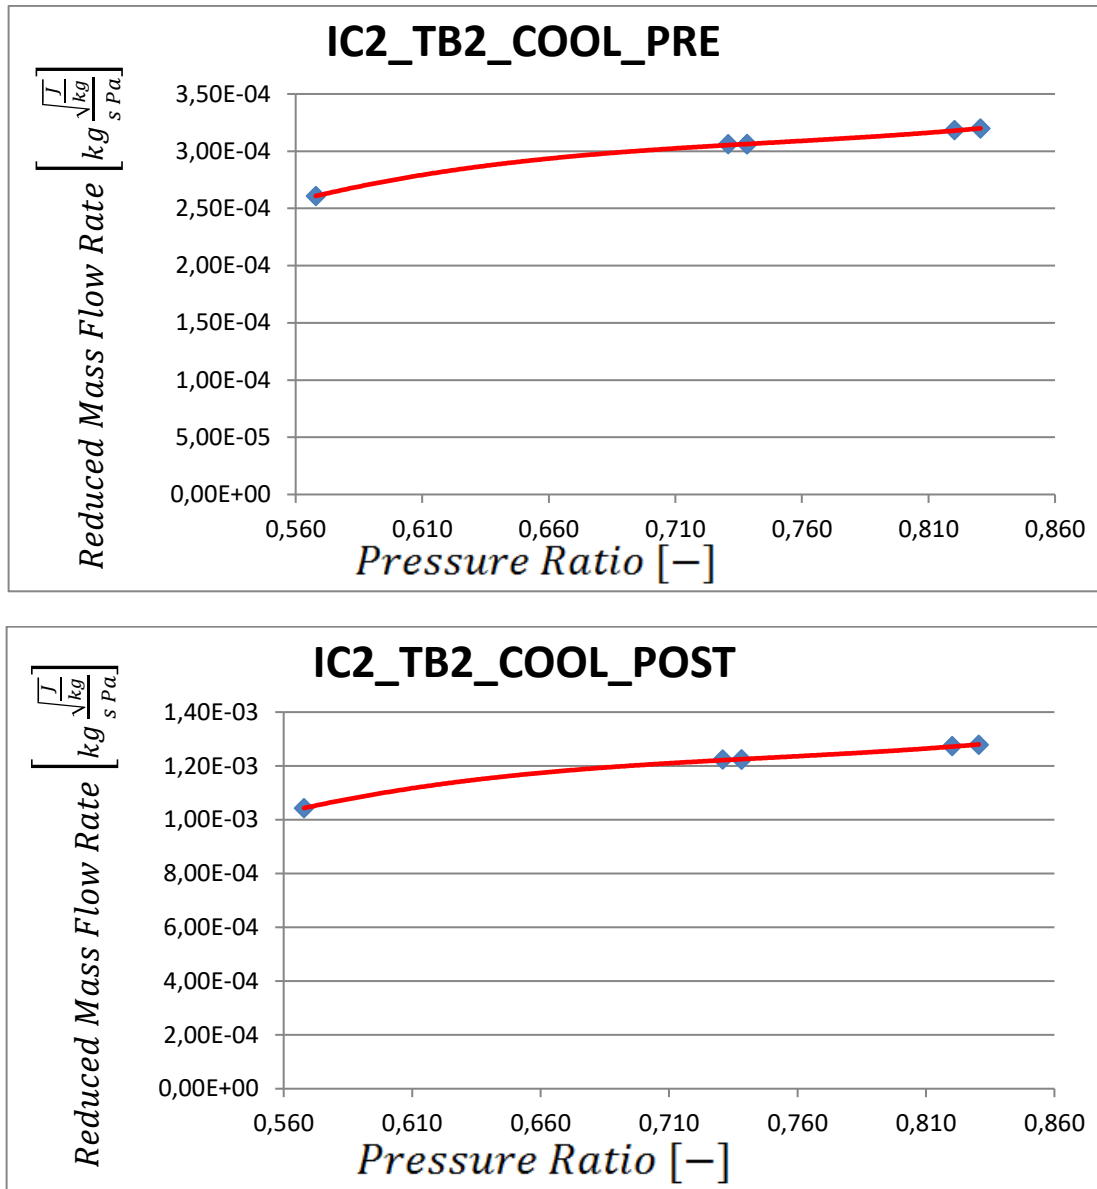 IC2_TB2_COOL_PRE
Reduced Mass Flow Rate [kg √(J/kg) / s Pa]
3,50E-04
3,00E-04
2,50E-04
2,00E-04
1,50E-04
1,00E-04
5,00E-05
0,00E+00
0,560 0,610 0,660 0,710 0,760 0,810 0,860
Pressure Ratio [−]
IC2_TB2_COOL_POST
Reduced Mass Flow Rate [kg √(J/kg) / s Pa]
1,40E-03
1,20E-03
1,00E-03
8,00E-04
6,00E-04
4,00E-04
2,00E-04
0,00E+00
0,560 0,610 0,660 0,710 0,760 0,810 0,860
Pressure Ratio [−]